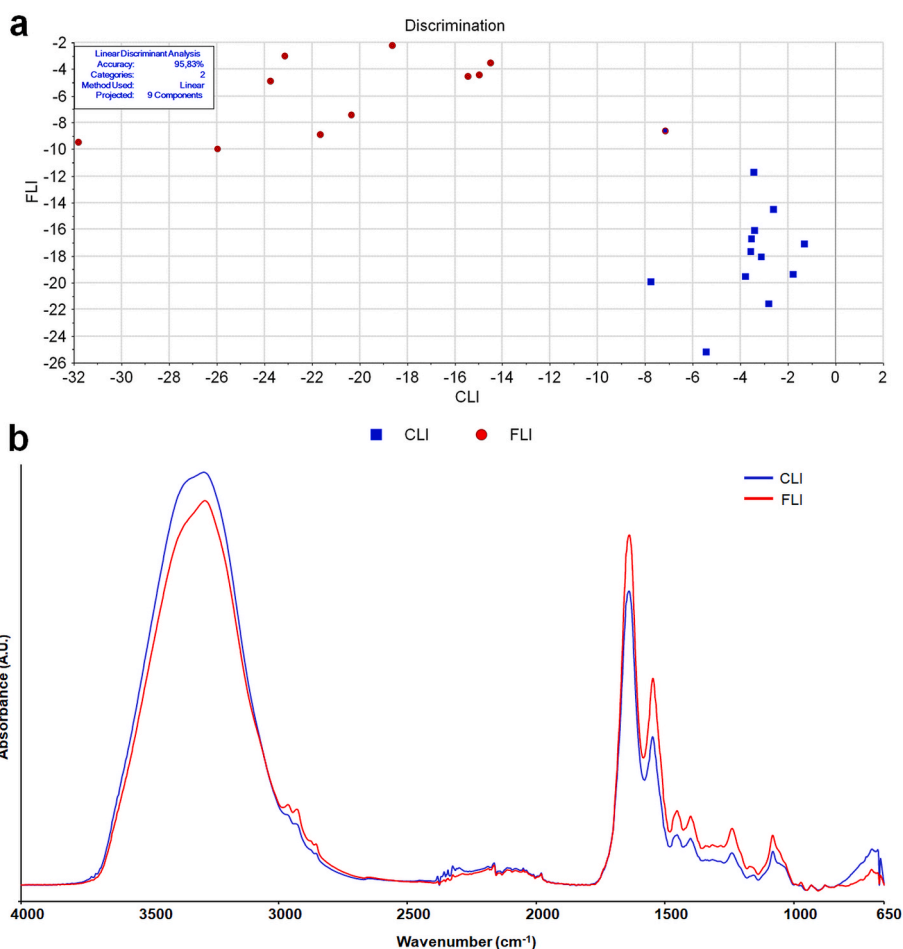 a
Discrimination
Linear Discriminant Analysis
Accuracy: 95,83%
Categories: 2
Method Used: Linear
Projected: 9 Components
-2
-4
-6
-8
-10
-12
-14
-16
-18
-20
-22
-24
-26
FLI
-32 -30 -28 -26 -24 -22 -20 -18 -16 -14 -12 -10 -8 -6 -4 -2 0 2
CLI
b
CLI FLI
CLI
FLI
Absorbance (A.U.)
4000 3500 3000 2500 2000 1500 1000 650
Wavenumber (cm-1)